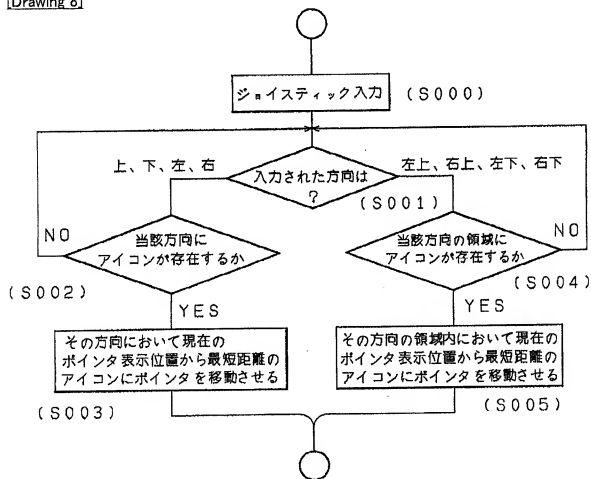 [Drawing 8]
ジョイスティック入力
(S000)
上、下、左、右
入力された方向は
?
左上、右上、左下、右下
(S001)
NO
当該方向に
アイコンが存在するか
(S002)
当該方向の領域に
アイコンが存在するか
NO
(S004)
YES
YES
その方向において現在の
ポインタ表示位置から最短距離の
アイコンにポインタを移動させる
(S003)
その方向の領域内において現在の
ポインタ表示位置から最短距離の
アイコンにポインタを移動させる
(S005)